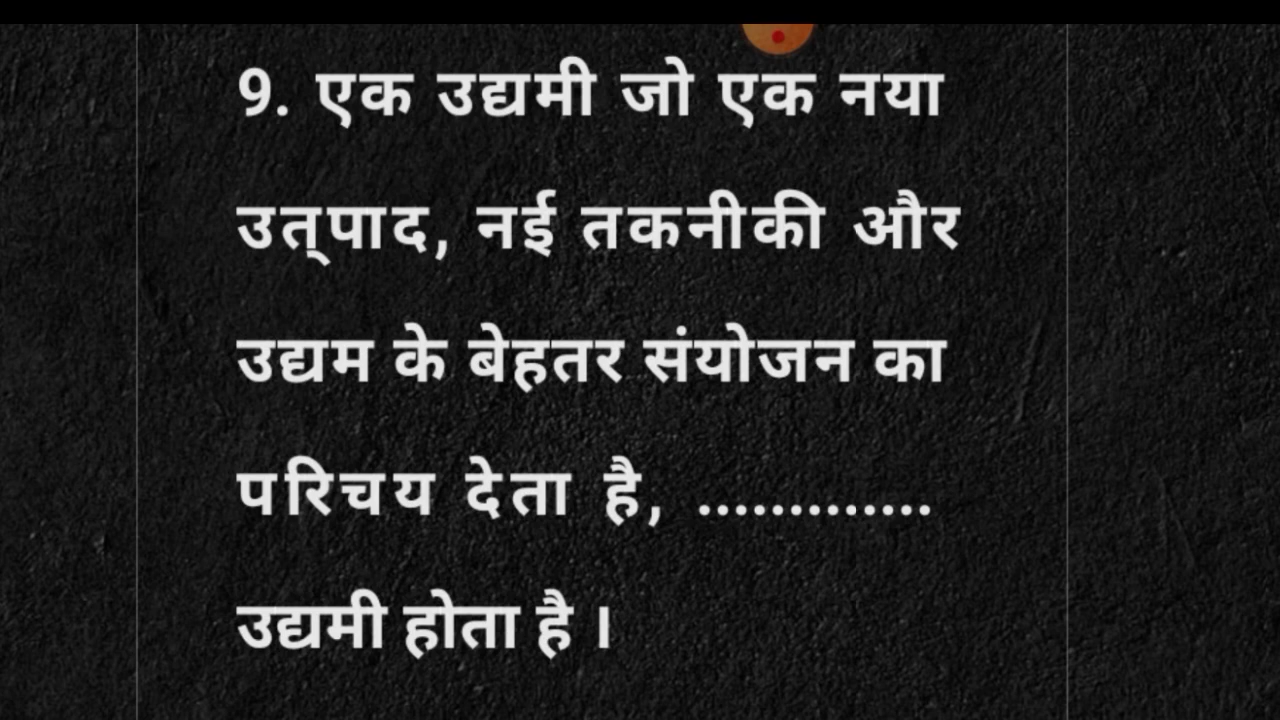 9. एक उद्यमी जो एक नया
उत्पाद, नई तकनीकी और
उद्यम के बेहतर संयोजन का
परिचय देता है, .............
उद्यमी होता है ।